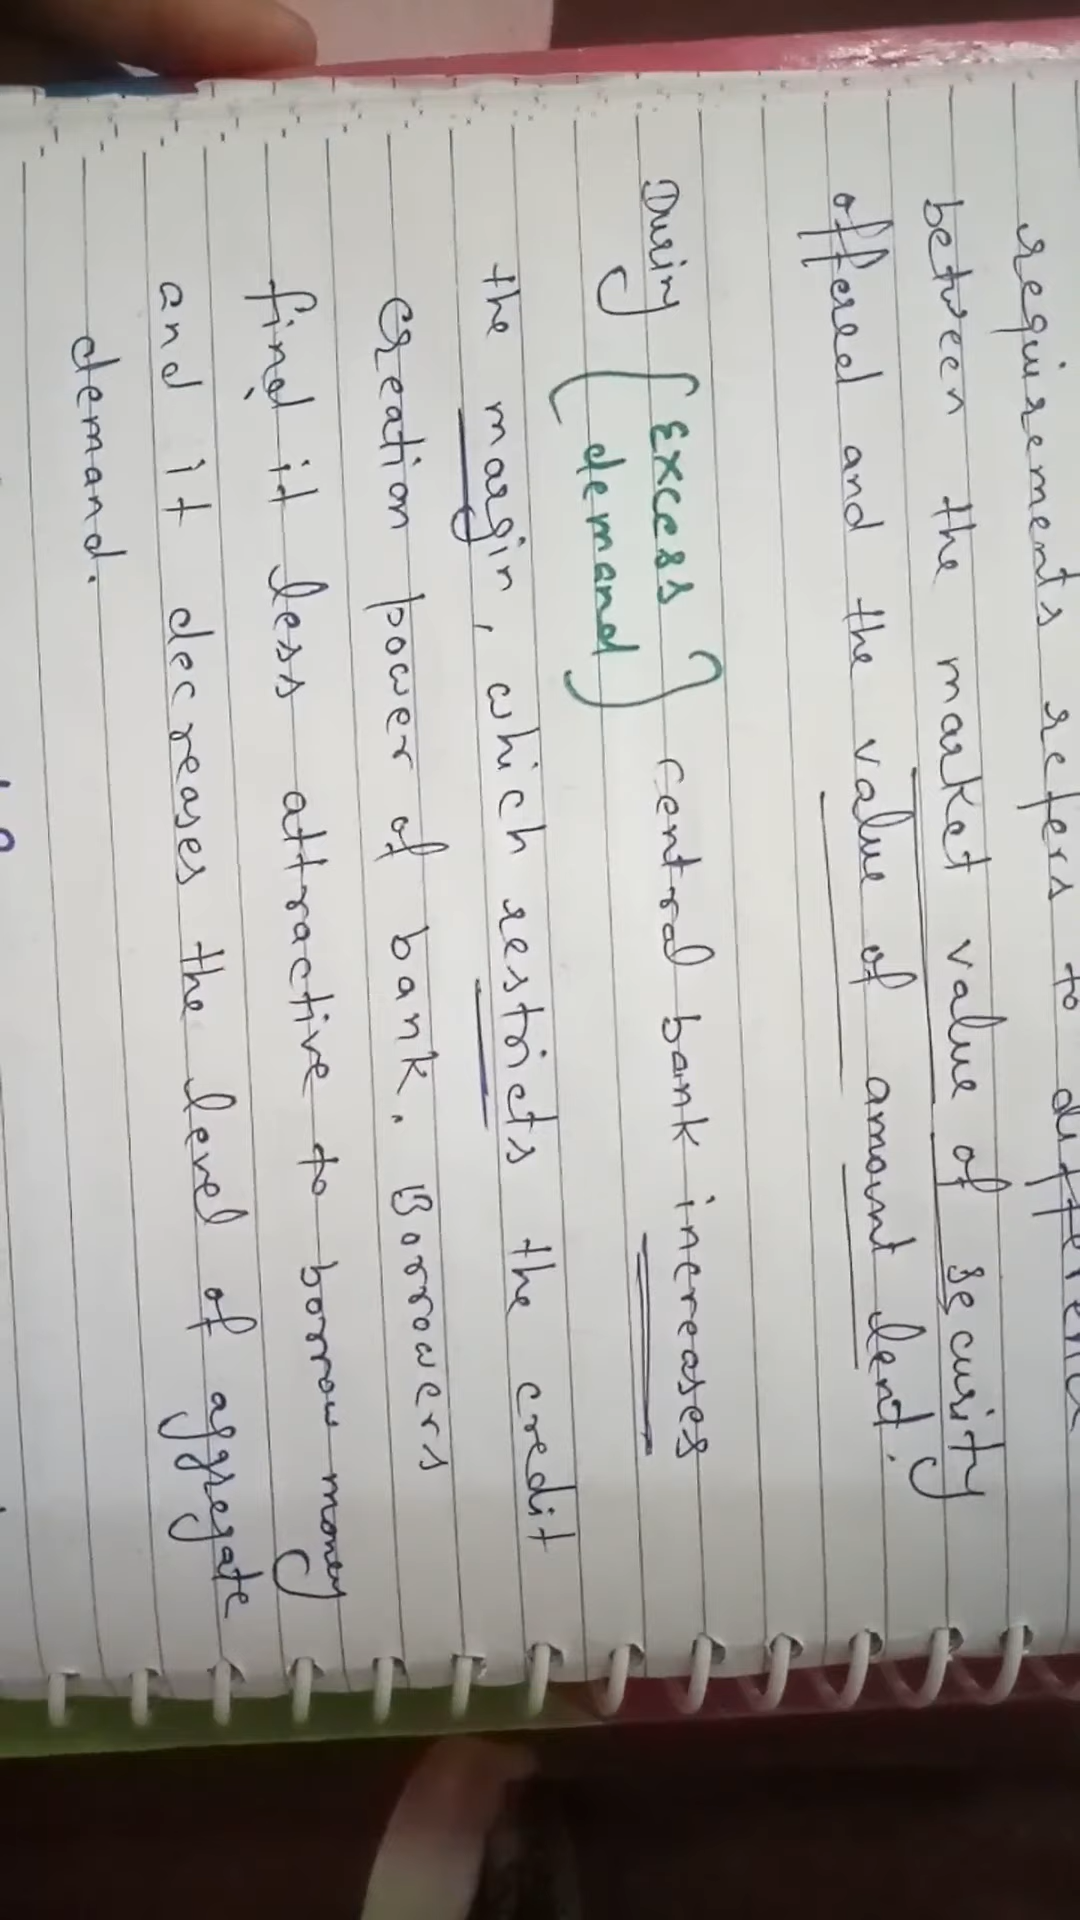 requirements refers to difference
between the market value of security
offered and the value of amount lent.
During {Excess demand} central bank increases
the margin, which restricts the credit
creation power of bank. Borrowers
find it less attractive to borrow money
and it decreases the level of aggregate
demand.